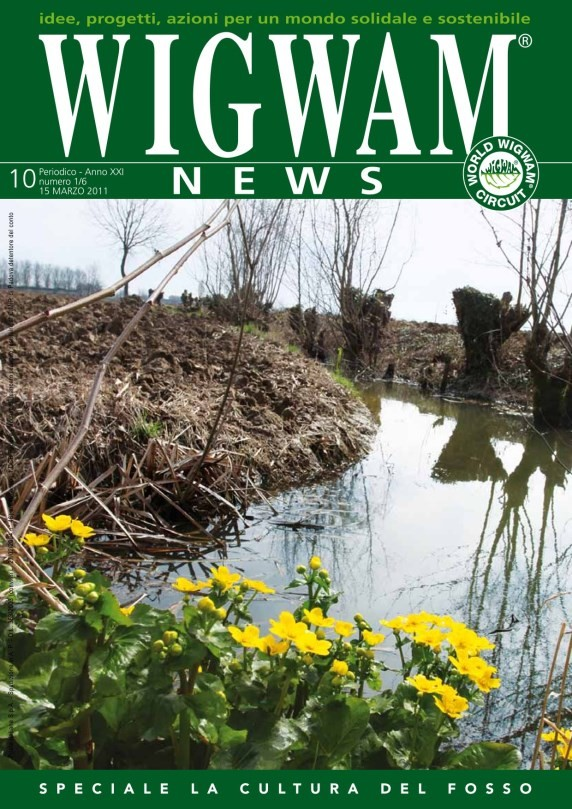 idee, progetti, azioni per un mondo solidale e sostenibile
WIGWAM®
10 Periodico - Anno XXI
numero 1/6
15 MARZO 2011
NEWS
WORLD WIGWAM®
WIGWAM
CIRCUIT
SPECIALE LA CULTURA DEL FOSSO